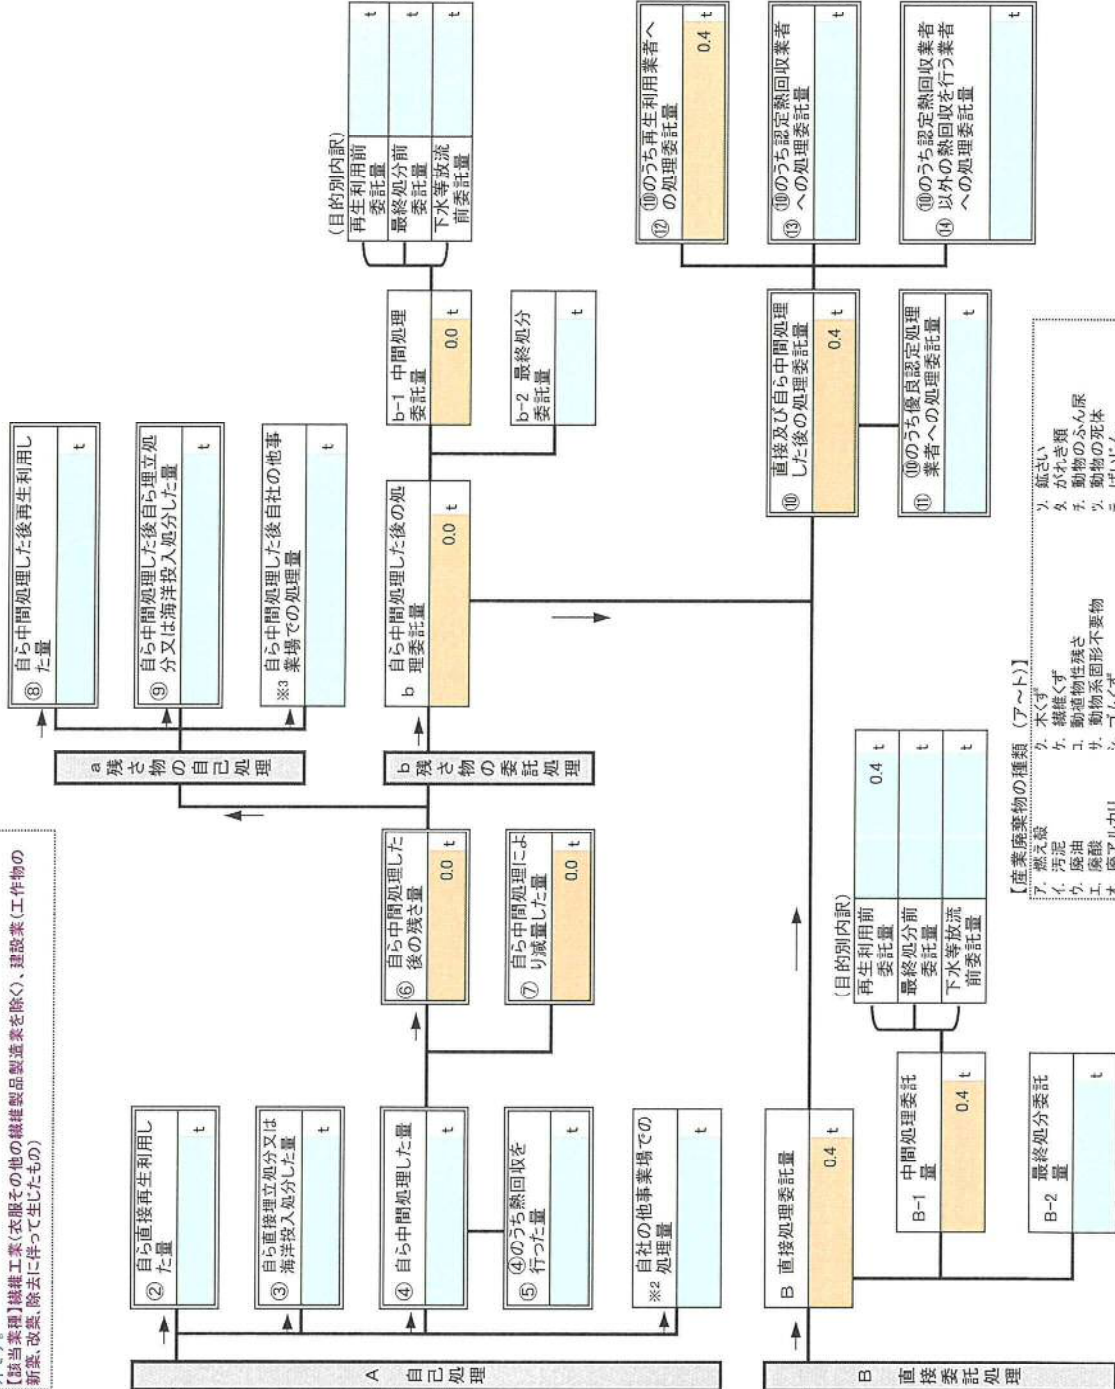 【該当業種】繊維工業(衣服その他の繊維製品製造業を除く)、建設業(工作物の
新築、改築、除去に伴って生じたもの)
A 自己処理
② 自ら直接再生利用し
た量
t
③ 自ら直接埋立処分又は
海洋投入処分した量
t
④ 自ら中間処理した量
t
⑤ ④のうち熱回収を
行った量
t
※2 自社の他事業場での
処理量
t
⑥ 自ら中間処理した
後の残さ量
0.0 t
⑦ 自ら中間処理によ
り減量した量
0.0 t
a 残さ物の自己処理
⑧ 自ら中間処理した後再生利用し
た量
t
⑨ 自ら中間処理した後自ら埋立処
分又は海洋投入処分した量
t
※3 自ら中間処理した後自社の他事
業場での処理量
t
b 残さ物の委託処理
b 自ら中間処理した後の処
理委託量
0.0 t
b-1 中間処理
委託量
0.0 t
b-2 最終処分
委託量
t
(目的別内訳)
再生利用前
委託量
t
最終処分前
委託量
t
下水等放流
前委託量
t
B 直接委託処理
B 直接処理委託量
0.4 t
B-1 中間処理委託
量
0.4 t
B-2 最終処分委託
量
t
(目的別内訳)
再生利用前
委託量
0.4 t
最終処分前
委託量
t
下水等放流
前委託量
t
⑩ 直接及び自ら中間処理
した後の処理委託量
0.4 t
⑪ ⑩のうち優良認定処理
業者への処理委託量
t
⑫ ⑩のうち再生利用業者へ
の処理委託量
0.4 t
⑬ ⑩のうち認定熱回収業者
への処理委託量
t
⑭ ⑩のうち認定熱回収業者
以外の熱回収を行う業者
への処理委託量
t
【産業廃棄物の種類 (ア～ト)】
ア. 燃え殻
イ. 汚泥
ウ. 廃油
エ. 廃酸
オ. 廃アルカリ
ク. 木くず
ケ. 繊維くず
コ. 動植物性残さ
サ. 動物系固形不要物
シ. ゴムくず
ソ. 鉱さい
タ. がれき類
チ. 動物のふん尿
ツ. 動物の死体
テ. ばいじん